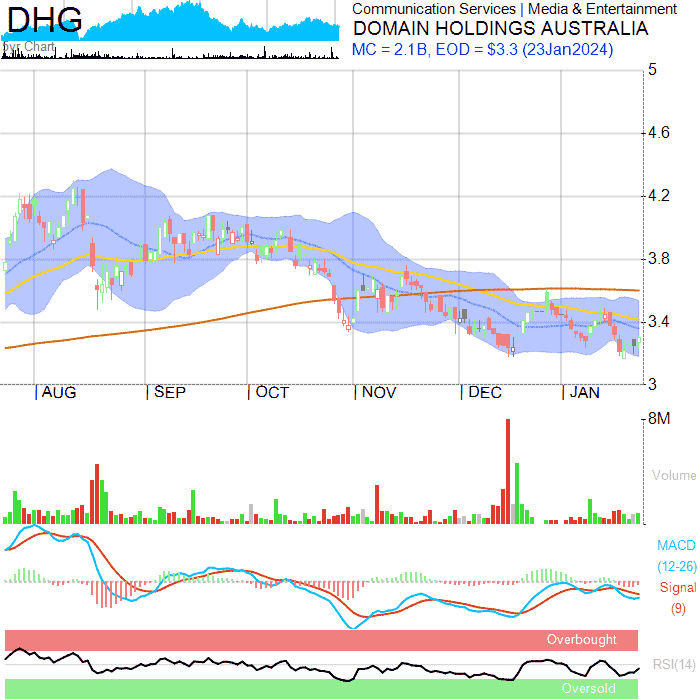 DHG
5yr Chart
Communication Services | Media & Entertainment
DOMAIN HOLDINGS AUSTRALIA
MC = 2.1B, EOD = $3.3 (23Jan2024)
5
4.6
4.2
3.8
3.4
3
| AUG | SEP | OCT | NOV | DEC | JAN
8M
Volume
MACD
(12-26)
Signal
(9)
Overbought
RSI(14)
Oversold